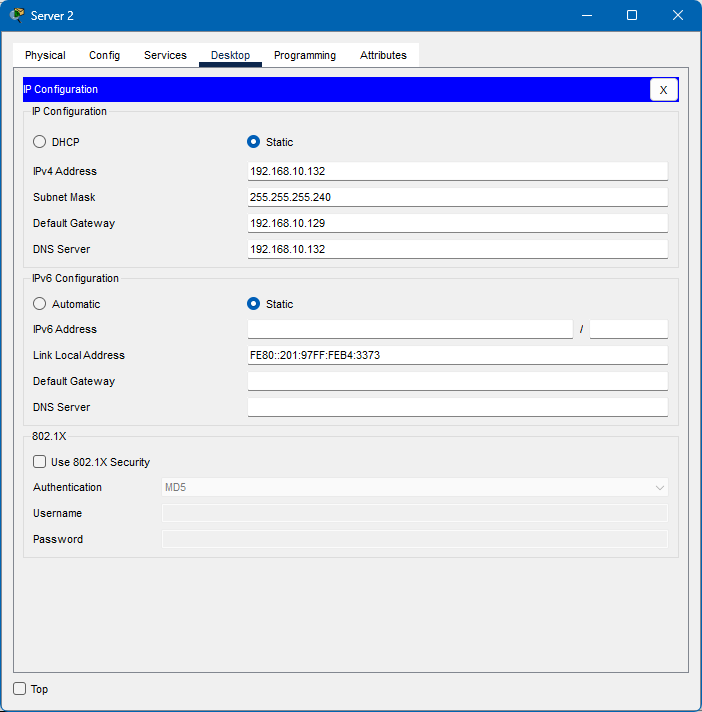 Server 2
Physical Config Services Desktop Programming Attributes
IP Configuration X
IP Configuration
DHCP Static
IPv4 Address 192.168.10.132
Subnet Mask 255.255.255.240
Default Gateway 192.168.10.129
DNS Server 192.168.10.132
IPv6 Configuration
Automatic Static
IPv6 Address /
Link Local Address FE80::201:97FF:FEB4:3373
Default Gateway
DNS Server
802.1X
Use 802.1X Security
Authentication MD5
Username
Password
Top